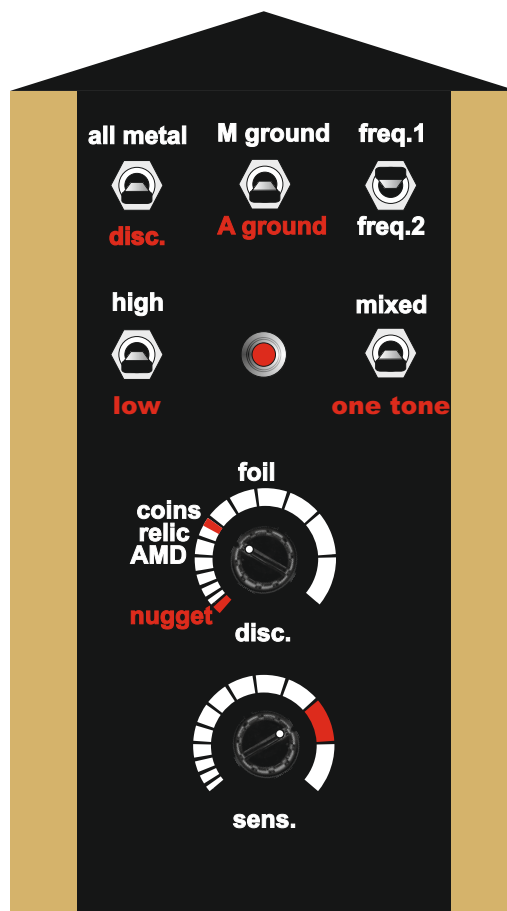 all metal
M ground
freq.1
disc.
A ground
freq.2
high
mixed
low
one tone
foil
coins
relic
AMD
nugget
disc.
sens.